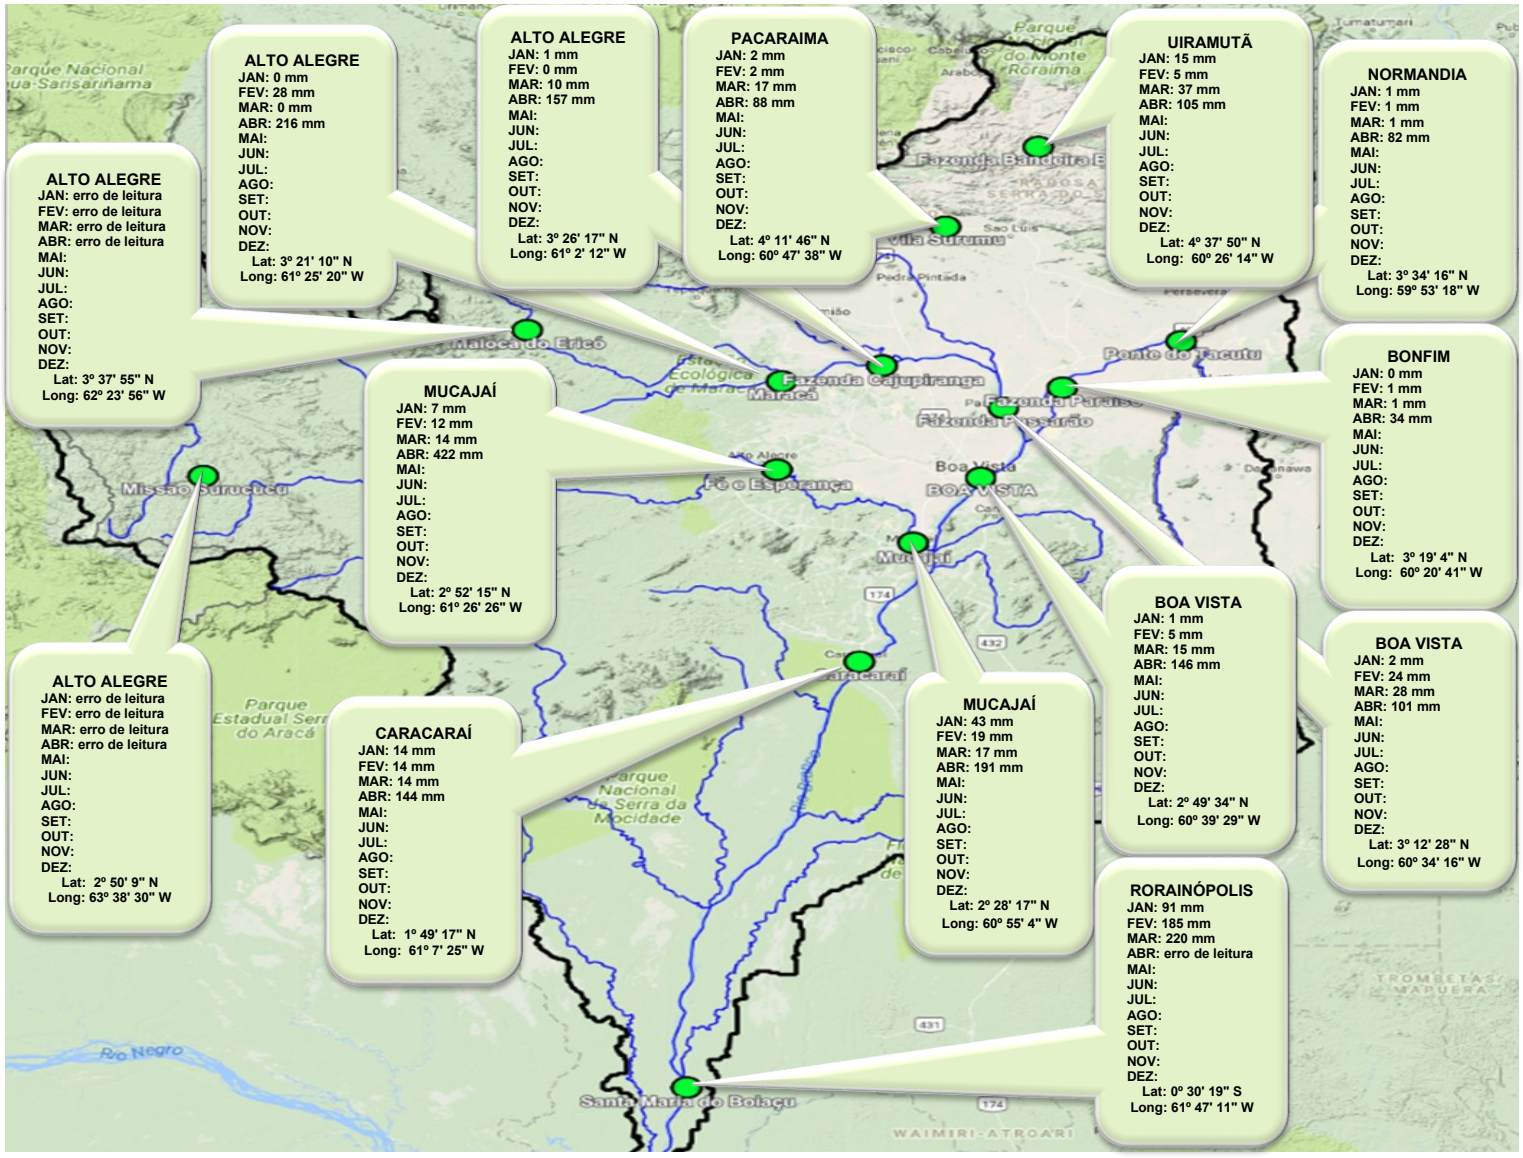 ALTO ALEGRE
JAN: 0 mm
FEV: 28 mm
MAR: 0 mm
ABR: 216 mm
MAI:
JUN:
JUL:
AGO:
SET:
OUT:
NOV:
DEZ:
Lat: 3º 21' 10" N
Long: 61º 25' 20" W
ALTO ALEGRE
JAN: 1 mm
FEV: 0 mm
MAR: 10 mm
ABR: 157 mm
MAI:
JUN:
JUL:
AGO:
SET:
OUT:
NOV:
DEZ:
Lat: 3º 26' 17" N
Long: 61º 2' 12" W
PACARAIMA
JAN: 2 mm
FEV: 2 mm
MAR: 17 mm
ABR: 88 mm
MAI:
JUN:
JUL:
AGO:
SET:
OUT:
NOV:
DEZ:
Lat: 4º 11' 46" N
Long: 60º 47' 38" W
UIRAMUTÃ
JAN: 15 mm
FEV: 5 mm
MAR: 37 mm
ABR: 105 mm
MAI:
JUN:
JUL:
AGO:
SET:
OUT:
NOV:
DEZ:
Lat: 4º 37' 50" N
Long: 60º 26' 14" W
NORMANDIA
JAN: 1 mm
FEV: 1 mm
MAR: 1 mm
ABR: 82 mm
MAI:
JUN:
JUL:
AGO:
SET:
OUT:
NOV:
DEZ:
Lat: 3º 34' 16" N
Long: 59º 53' 18" W
ALTO ALEGRE
JAN: erro de leitura
FEV: erro de leitura
MAR: erro de leitura
ABR: erro de leitura
MAI:
JUN:
JUL:
AGO:
SET:
OUT:
NOV:
DEZ:
Lat: 3º 37' 55" N
Long: 62º 23' 56" W
MUCAJAÍ
JAN: 7 mm
FEV: 12 mm
MAR: 14 mm
ABR: 422 mm
MAI:
JUN:
JUL:
AGO:
SET:
OUT:
NOV:
DEZ:
Lat: 2º 52' 15" N
Long: 61º 26' 26" W
BONFIM
JAN: 0 mm
FEV: 1 mm
MAR: 1 mm
ABR: 34 mm
MAI:
JUN:
JUL:
AGO:
SET:
OUT:
NOV:
DEZ:
Lat: 3º 19' 4" N
Long: 60º 20' 41" W
ALTO ALEGRE
JAN: erro de leitura
FEV: erro de leitura
MAR: erro de leitura
ABR: erro de leitura
MAI:
JUN:
JUL:
AGO:
SET:
OUT:
NOV:
DEZ:
Lat: 2º 50' 9" N
Long: 63º 38' 30" W
CARACARAÍ
JAN: 14 mm
FEV: 14 mm
MAR: 14 mm
ABR: 144 mm
MAI:
JUN:
JUL:
AGO:
SET:
OUT:
NOV:
DEZ:
Lat: 1º 49' 17" N
Long: 61º 7' 25" W
MUCAJAÍ
JAN: 43 mm
FEV: 19 mm
MAR: 17 mm
ABR: 191 mm
MAI:
JUN:
JUL:
AGO:
SET:
OUT:
NOV:
DEZ:
Lat: 2º 28' 17" N
Long: 60º 55' 4" W
BOA VISTA
JAN: 1 mm
FEV: 5 mm
MAR: 15 mm
ABR: 146 mm
MAI:
JUN:
JUL:
AGO:
SET:
OUT:
NOV:
DEZ:
Lat: 2º 49' 34" N
Long: 60º 39' 29" W
BOA VISTA
JAN: 2 mm
FEV: 24 mm
MAR: 28 mm
ABR: 101 mm
MAI:
JUN:
JUL:
AGO:
SET:
OUT:
NOV:
DEZ:
Lat: 3º 12' 28" N
Long: 60º 34' 16" W
RORAINÓPOLIS
JAN: 91 mm
FEV: 185 mm
MAR: 220 mm
ABR: erro de leitura
MAI:
JUN:
JUL:
AGO:
SET:
OUT:
NOV:
DEZ:
Lat: 0º 30' 19" S
Long: 61º 47' 11" W
Parque Nacional
Tumatumari
Parque
do Monte
Roraima
Fazenda Bandeira B
Vila Surumu
Sao Luis
Pedra Pintada
Maloca do Ericó
Ecológica
Maracá
Fazenda Cajupiranga
Ponte do Tacutu
Fazenda Paraíso
Fazenda Passarão
Alto Alegre
Fé e Esperança
Boa Vista
BOA VISTA
Missão Surucucu
Mucajaí
174
432
Caracaraí
Parque
Estadual Serra
do Aracá
Parque
Nacional
da Serra da
Mocidade
Rio Branco
Rio Negro
431
174
Santa Maria do Boiaçu
TROMBETAS/
MAPUERA
WAIMIRI-ATROARI